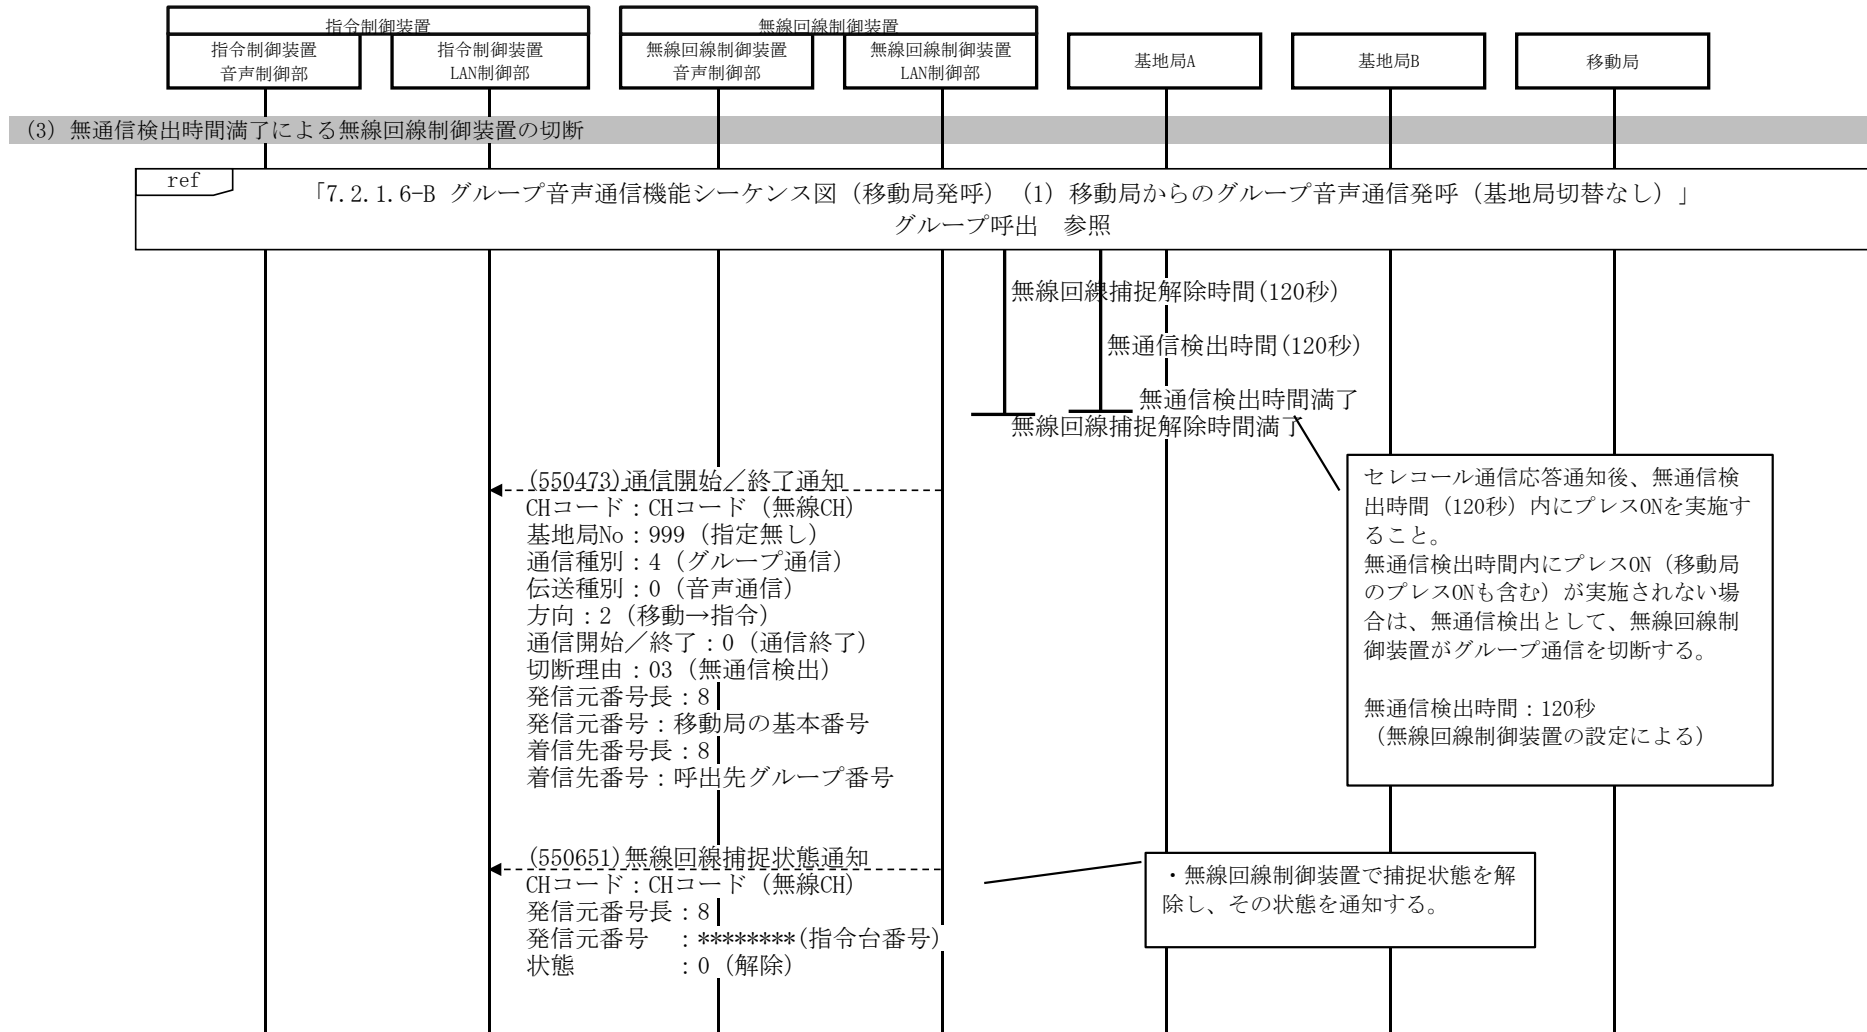 指令制御装置
無線回線制御装置
指令制御装置
音声制御部
指令制御装置
LAN制御部
無線回線制御装置
音声制御部
無線回線制御装置
LAN制御部
基地局A
基地局B
移動局
(3) 無通信検出時間満了による無線回線制御装置の切断
ref
「7.2.1.6-B グループ音声通信機能シーケンス図（移動局発呼）（1）移動局からのグループ音声通信発呼（基地局切替なし）」
グループ呼出　参照
無線回線捕捉解除時間(120秒)
無通信検出時間(120秒)
無通信検出時間満了
無線回線捕捉解除時間満了
(550473)通信開始／終了通知
CHコード：CHコード（無線CH）
基地局No：999（指定無し）
通信種別：4（グループ通信）
伝送種別：0（音声通信）
方向：2（移動→指令）
通信開始／終了：0（通信終了）
切断理由：03（無通信検出）
発信元番号長：8
発信元番号：移動局の基本番号
着信先番号長：8
着信先番号：呼出先グループ番号
セレコール通信応答通知後、無通信検
出時間（120秒）内にプレスONを実施す
ること。
無通信検出時間内にプレスON（移動局
のプレスONも含む）が実施されない場
合は、無通信検出として、無線回線制
御装置がグループ通信を切断する。
無通信検出時間：120秒
（無線回線制御装置の設定による）
(550651)無線回線捕捉状態通知
CHコード：CHコード（無線CH）
発信元番号長：8
発信元番号　：********(指令台番号)
状態　　　　：0（解除）
・無線回線制御装置で捕捉状態を解
除し、その状態を通知する。